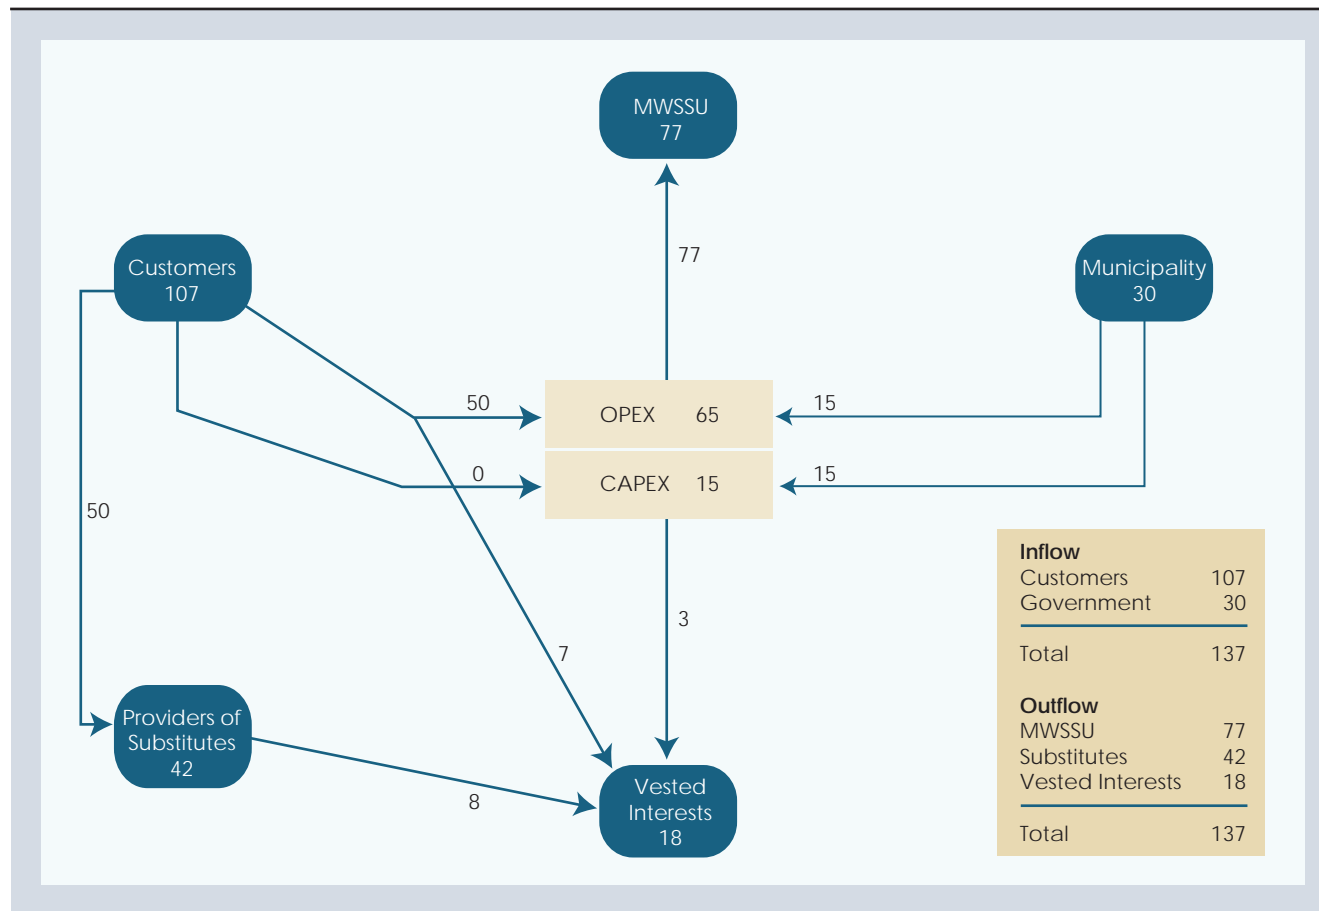 MWSSU
77
77
Customers
107
Municipality
30
50
OPEX 65
15
0
CAPEX 15
15
50
3
7
Providers of
Substitutes
42
8
Vested
Interests
18
Inflow
Customers 107
Government 30
Total 137
Outflow
MWSSU 77
Substitutes 42
Vested Interests 18
Total 137